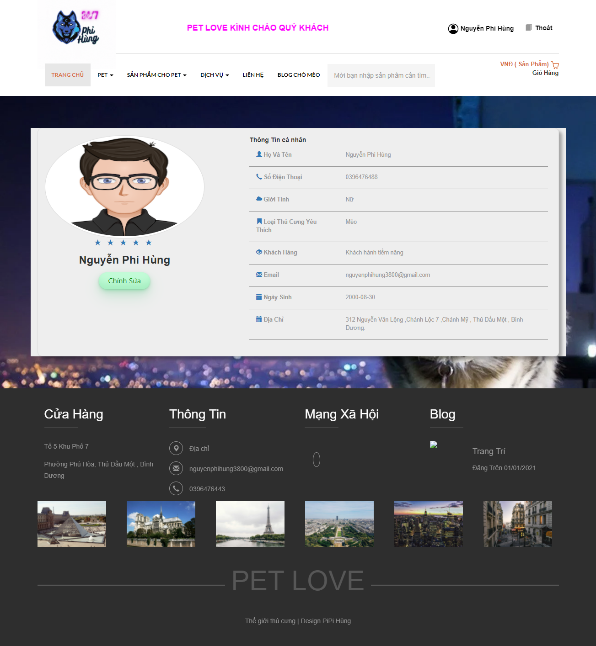 24/7
Phi
Hùng
PET LOVE KÍNH CHÀO QUÝ KHÁCH
Nguyễn Phi Hùng
Thoát
TRANG CHỦ
PET
SẢN PHẨM CHO PET
DỊCH VỤ
LIÊN HỆ
BLOG CHÓ MÈO
Mời bạn nhập sản phẩm cần tìm..
VNĐ ( Sản Phẩm)
Giỏ Hàng
Nguyễn Phi Hùng
Chỉnh Sửa
Thông Tin cá nhân
Họ Và Tên
Nguyễn Phi Hùng
Số Điện Thoại
Giới Tính
Loại Thú Cưng Yêu
Thích
Mèo
Khách Hàng
Khách hành tiềm năng
Email
nguyenphihung3800@gmail.com
Ngày Sinh
2000-08-30
Địa Chỉ
312 Nguyễn Văn Lộng ,Chánh Lộc 7 ,Chánh Mỹ , Thủ Dầu Một , Bình
Dương.
Cửa Hàng
Tổ 5 Khu Phố 7
Phường Phú Hòa, Thủ Dầu Một , Bình
Dương
Thông Tin
Địa chỉ
nguyenphihung3800@gmail.com
0396476443
Mạng Xã Hội
Blog
Trang Trí
Đăng Trên 01/01/2021
PET LOVE
Thế giới thú cưng | Design PiPi Hùng